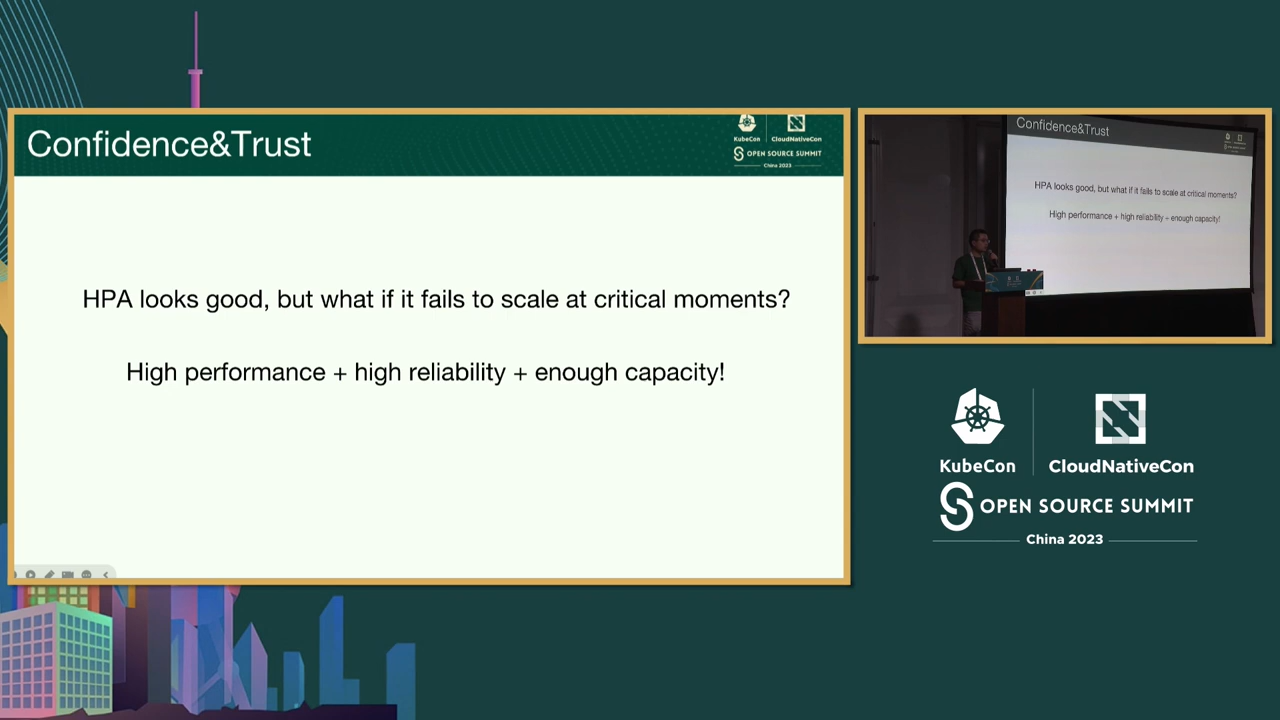 Confidence&Trust
KubeCon
CloudNativeCon
OPEN SOURCE SUMMIT
China 2023
HPA looks good, but what if it fails to scale at critical moments?
High performance + high reliability + enough capacity!
Confidence&Trust
HPA looks good, but what if it fails to scale at critical moments?
High performance + high reliability + enough capacity!
KubeCon
CloudNativeCon
OPEN SOURCE SUMMIT
China 2023